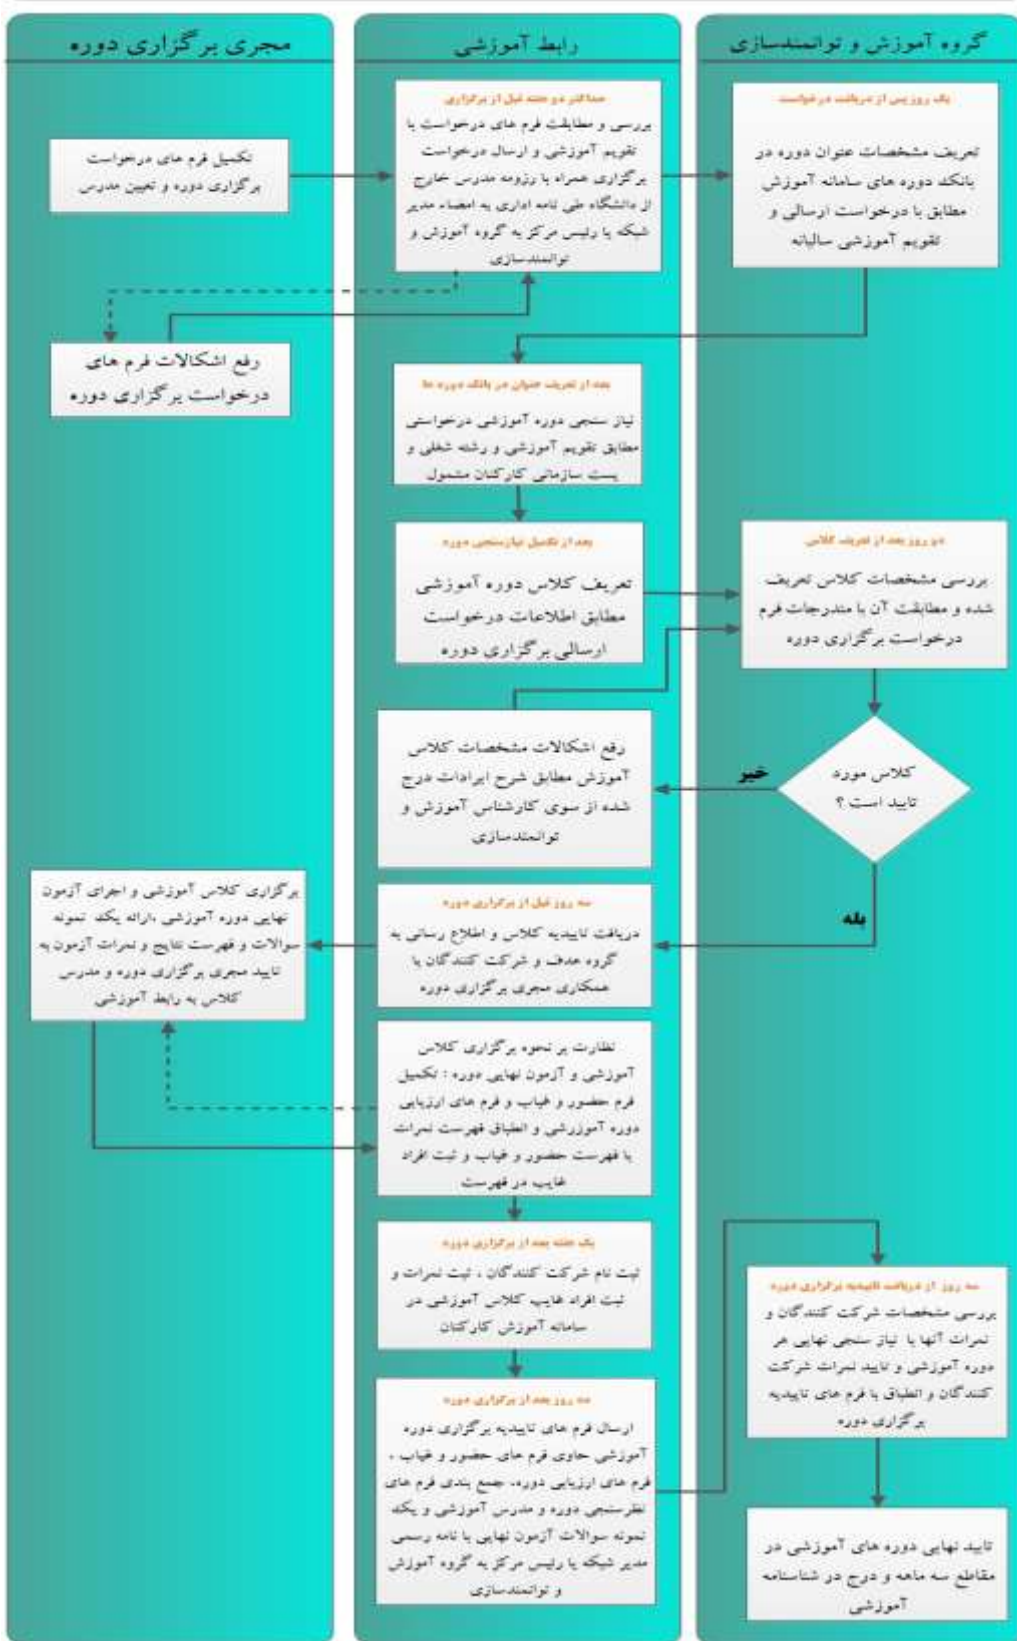 گروه آموزش و توانمندسازی
رابط آموزشی
مجری برگزاری دوره
تکمیل فرم های درخواست
برگزاری دوره و تعیین مدرس
حداکثر دو هفته قبل از برگزاری
بررسی و مطابقت فرم های درخواست با
تقویم آموزشی و ارسال درخواست
برگزاری همراه با رزومه مدرس خارج
از دانشگاه طی نامه اداری به امضاء مدیر
شبکه یا رئیس مرکز به گروه آموزش و
توانمندسازی
یک روز پس از دریافت درخواست
تعریف مشخصات عنوان دوره در
بانک دوره های سامانه آموزش
مطابق با درخواست ارسالی و
تقویم آموزشی سالیانه
رفع اشکالات فرم های
درخواست برگزاری دوره
بعد از تعریف عنوان در بانک دوره ها
نیاز سنجی دوره آموزشی درخواستی
مطابق تقویم آموزشی و رشته شغلی و
پست سازمانی کارکنان مشمول
بعد از تکمیل نیازسنجی دوره
تعریف کلاس دوره آموزشی
مطابق اطلاعات درخواست
ارسالی برگزاری دوره
دو روز بعد از تعریف کلاس
بررسی مشخصات کلاس تعریف
شده و مطابقت آن با مندرجات فرم
درخواست برگزاری دوره
کلاس مورد
تایید است ؟
خیر
بله
رفع اشکالات مشخصات کلاس
آموزش مطابق شرح ایرادات درج
شده از سوی کارشناس آموزش و
توانمندسازی
سه روز قبل از برگزاری دوره
دریافت تاییدیه کلاس و اطلاع رسانی به
گروه هدف و شرکت کنندگان با
همکاری مجری برگزاری دوره
برگزاری کلاس آموزشی و اجرای آزمون
نهایی دوره آموزشی ،ارائه یک نمونه
سوالات و فهرست نتایج و نمرات آزمون به
تایید مجری برگزاری دوره و مدرس
کلاس به رابط آموزشی
نظارت بر نحوه برگزاری کلاس
آموزشی و آزمون نهایی دوره : تکمیل
فرم حضور و غیاب و فرم های ارزیابی
دوره آموزرشی و انطباق فهرست نمرات
با فهرست حضور و غیاب و ثبت افراد
غایب در فهرست
یک هفته بعد از برگزاری دوره
ثبت نام شرکت کنندگان ، ثبت نمرات و
ثبت افراد غایب کلاس آموزشی در
سامانه آموزش کارکنان
ده روز بعد از برگزاری دوره
ارسال فرم های تاییدیه برگزاری دوره
آموزشی حاوی فرم های حضور و غیاب ،
فرم های ارزیابی دوره، جمع بندی فرم های
نظرسنجی دوره و مدرس آموزشی و یک
نمونه سوالات آزمون نهایی با نامه رسمی
مدیر شبکه یا رئیس مرکز به گروه آموزش
و توانمندسازی
سه روز از دریافت تاییدیه برگزاری دوره
بررسی مشخصات شرکت کنندگان و
نمرات آنها با نیاز سنجی نهایی هر
دوره آموزشی و تایید نمرات شرکت
کنندگان و انطباق با فرم های تاییدیه
برگزاری دوره
تایید نهایی دوره های آموزشی در
مقاطع سه ماهه و درج در شناسنامه
آموزشی